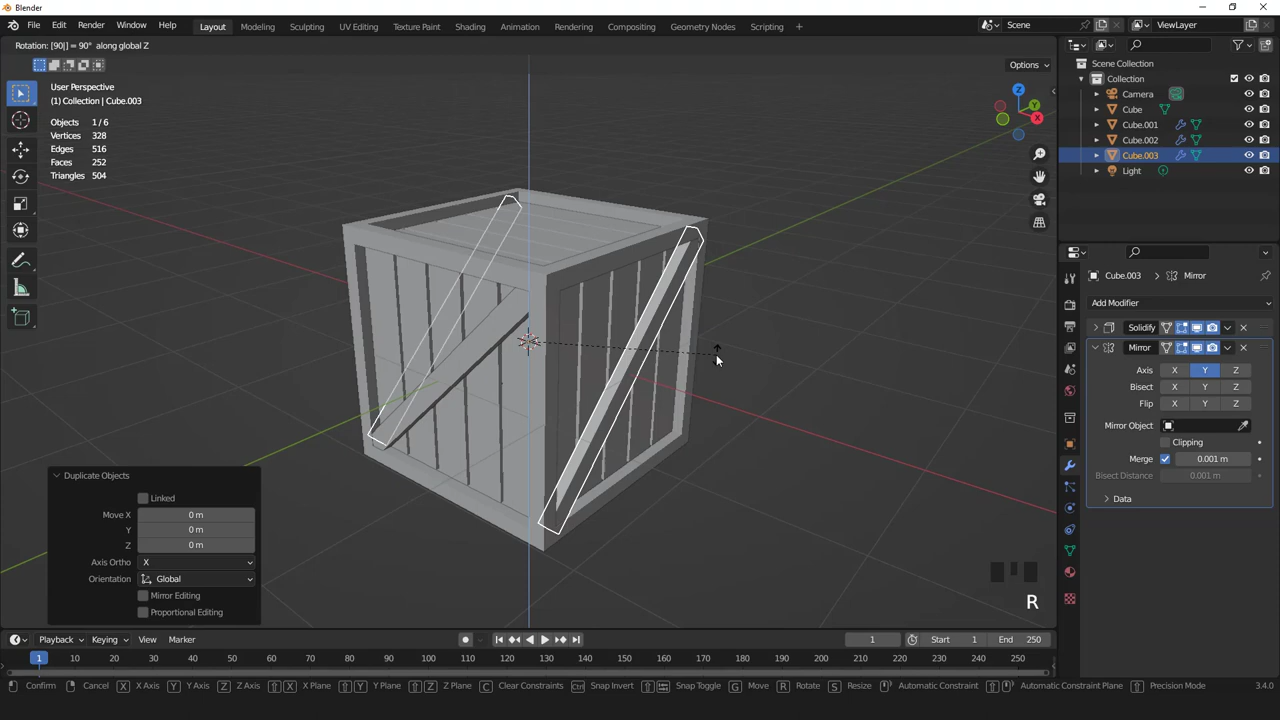 Blender
File Edit Render Window Help Layout Modeling Sculpting UV Editing Texture Paint Shading Animation Rendering Compositing Geometry Nodes Scripting + Scene ViewLayer
Rotation: [90|] = 90° along global Z
Options
User Perspective
(1) Collection | Cube.003
Objects 1 / 6
Vertices 328
Edges 516
Faces 252
Triangles 504
Z
Y
X
Scene Collection
Collection
Camera
Cube
Cube.001
Cube.002
Cube.003
Light
Cube.003 Mirror
Add Modifier
Solidify
Mirror
Axis X Y Z
Bisect X Y Z
Flip X Y Z
Mirror Object
Clipping
Merge 0.001 m
Bisect Distance 0.001 m
Data
Duplicate Objects
Linked
Move X 0 m
Y 0 m
Z 0 m
Axis Ortho X
Orientation Global
Mirror Editing
Proportional Editing
R
Playback Keying View Marker 1 Start 1 End 250
1 10 20 30 40 50 60 70 80 90 100 110 120 130 140 150 160 170 180 190 200 210 220 230 240 250
Confirm Cancel X X Axis Y Y Axis Z Z Axis X X Plane Y Y Plane Z Z Plane C Clear Constraints Ctrl Snap Invert Snap Toggle G Move R Rotate S Resize Automatic Constraint Automatic Constraint Plane Precision Mode 3.4.0